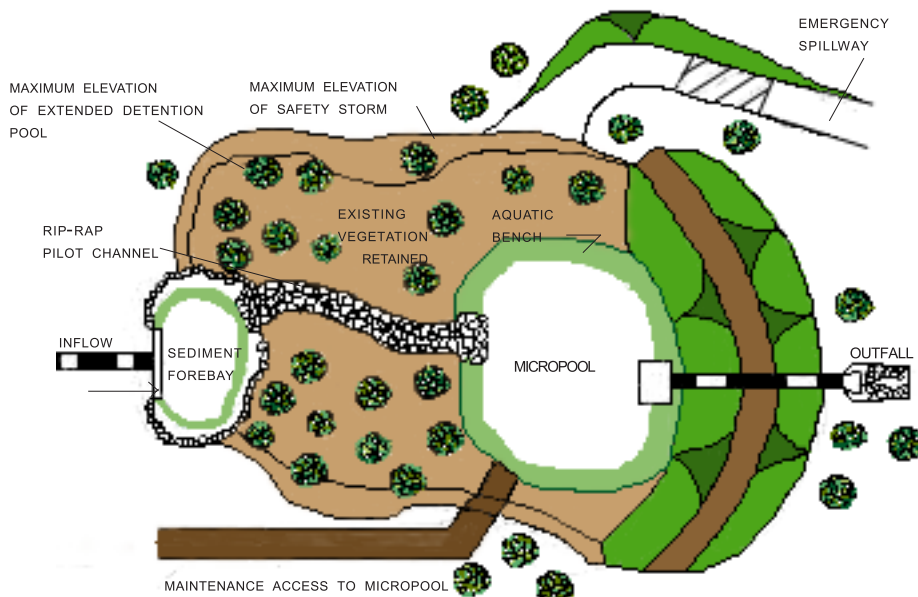 EMERGENCY
SPILLWAY
MAXIMUM ELEVATION
OF EXTENDED DETENTION
POOL
MAXIMUM ELEVATION
OF SAFETY STORM
RIP-RAP
PILOT CHANNEL
EXISTING
VEGETATION
RETAINED
AQUATIC
BENCH
INFLOW
SEDIMENT
FOREBAY
MICROPOOL
OUTFALL
MAINTENANCE ACCESS TO MICROPOOL